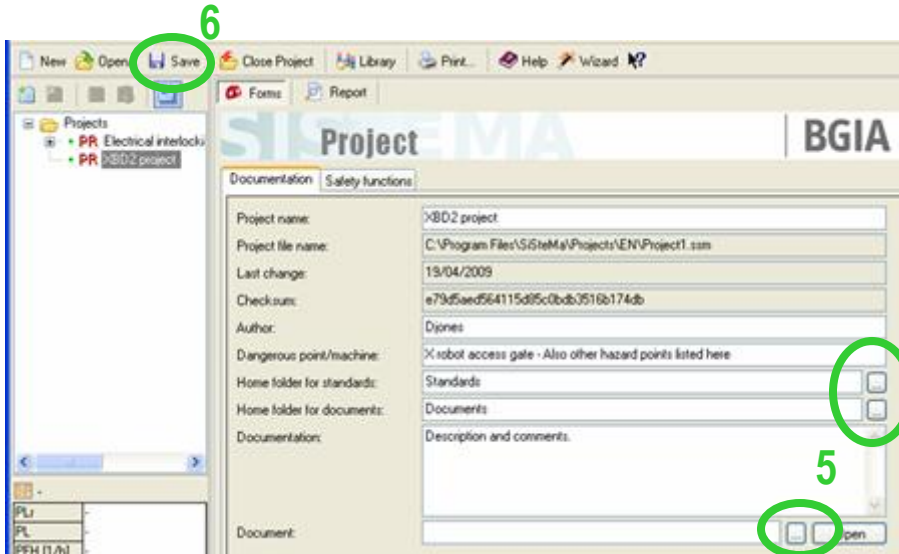 6
New Open Save Close Project Library Print... Help Wizard
Forms Report
Projects
PR Electrical interlocki
PR XBD2 project
SISTEMA
Project
BGIA
Documentation Safety functions
Project name: XBD2 project
Project file name: C:\Program Files\SiSteMa\Projects\EN\Project1.ssm
Last change: 19/04/2009
Checksum: e79d5aed564115d85c0bdb3516b174db
Author: Djones
Dangerous point/machine: X robot access gate - Also other hazard points listed here
Home folder for standards: Standards ...
Home folder for documents: Documents ...
Documentation: Description and comments.
5
Document: ... Open
PLr -
PL -
PFH [1/h] -